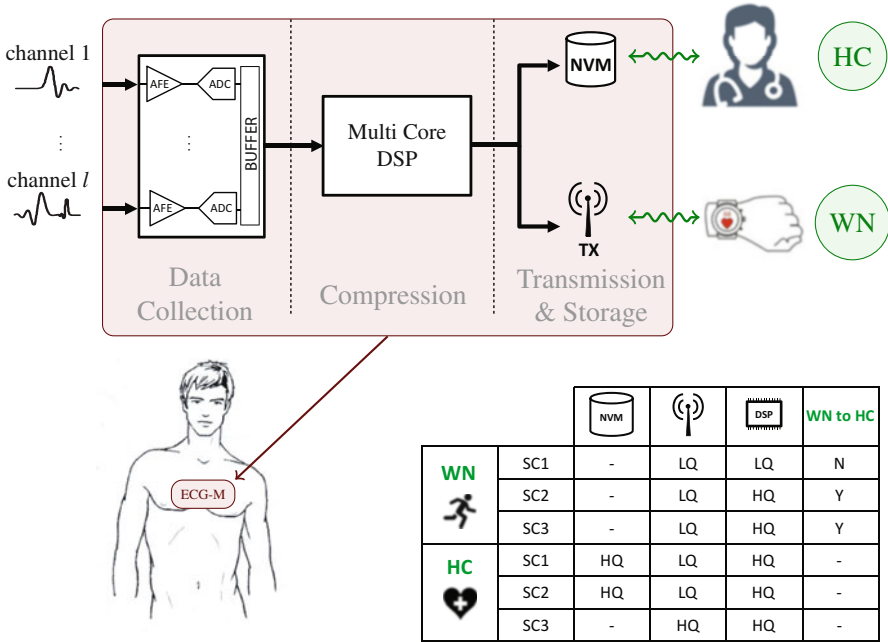 channel 1
⋮
channel l
AFE
ADC
AFE
ADC
⋮
BUFFER
Multi Core
DSP
NVM
TX
HC
WN
Data
Collection
Compression
Transmission
& Storage
ECG-M
NVM DSP WN to HC
WN SC1 - LQ LQ N
SC2 - LQ HQ Y
SC3 - LQ HQ Y
HC SC1 HQ LQ HQ -
SC2 HQ LQ HQ -
SC3 - HQ HQ -